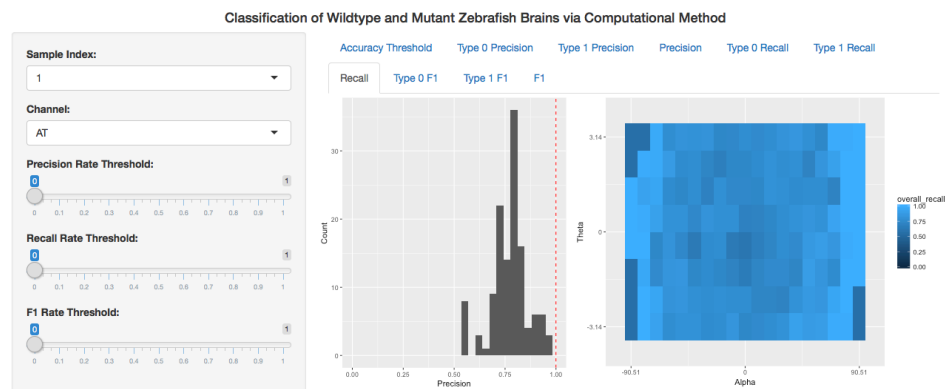 Classification of Wildtype and Mutant Zebrafish Brains via Computational Method
Sample Index:
1
Channel:
AT
Precision Rate Threshold:
0 1
0 0.1 0.2 0.3 0.4 0.5 0.6 0.7 0.8 0.9 1
Recall Rate Threshold:
0 1
0 0.1 0.2 0.3 0.4 0.5 0.6 0.7 0.8 0.9 1
F1 Rate Threshold:
0 1
0 0.1 0.2 0.3 0.4 0.5 0.6 0.7 0.8 0.9 1
Accuracy Threshold Type 0 Precision Type 1 Precision Precision Type 0 Recall Type 1 Recall
Recall Type 0 F1 Type 1 F1 F1
Count
30
20
10
0
0.00 0.25 0.50 0.75 1.00
Precision
Theta
3.14
0
-3.14
-90.51 0 90.51
Alpha
overall_recall
1.00
0.75
0.50
0.25
0.00